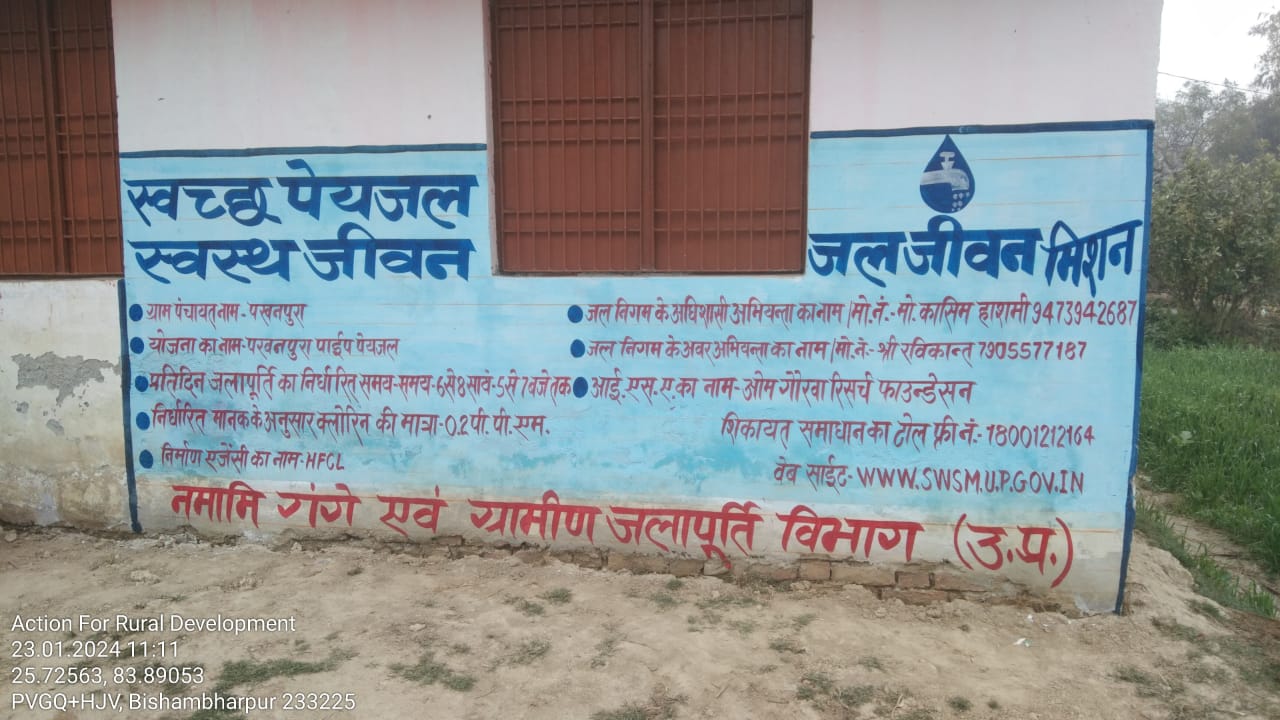 स्वच्छ पेयजल
स्वस्थ जीवन
जल जीवन मिशन
ग्राम पंचायत नाम - पखनपुरा
योजना का नाम - परवनपुरा पाईप पेयजल
प्रतिदिन जलापूर्ति का निर्धारित समय - समय - 6 से 8 सावं - 5 से 7 बजे तक
निर्धारित मानक के अनुसार क्लोरिन की मात्रा - 0.2 पी. पी. एम.
निर्माण एजेंसी का नाम - HFCL
जल निगम के अधिशासी अभियन्ता का नाम / मो. नं. - मो. कासिम हाशमी 9473942687
जल निगम के अवर अभियन्ता का नाम / मो. नं. - श्री रविकान्त 7905577187
आई. एस. ए. का नाम - ओम गौरवा रिसर्च फाउन्डेसन
शिकायत समाधान का टोल फ्री नं. - 18001212164
वेब साईट - WWW.SWSM.U.P.GOV.IN
नमामि गंगे एवं ग्रामीण जलापूर्ति विभाग (उ.प्र.)
Action For Rural Development
23.01.2024 11:11
25.72563, 83.89053
PVGQ+HJV, Bishambharpur 233225